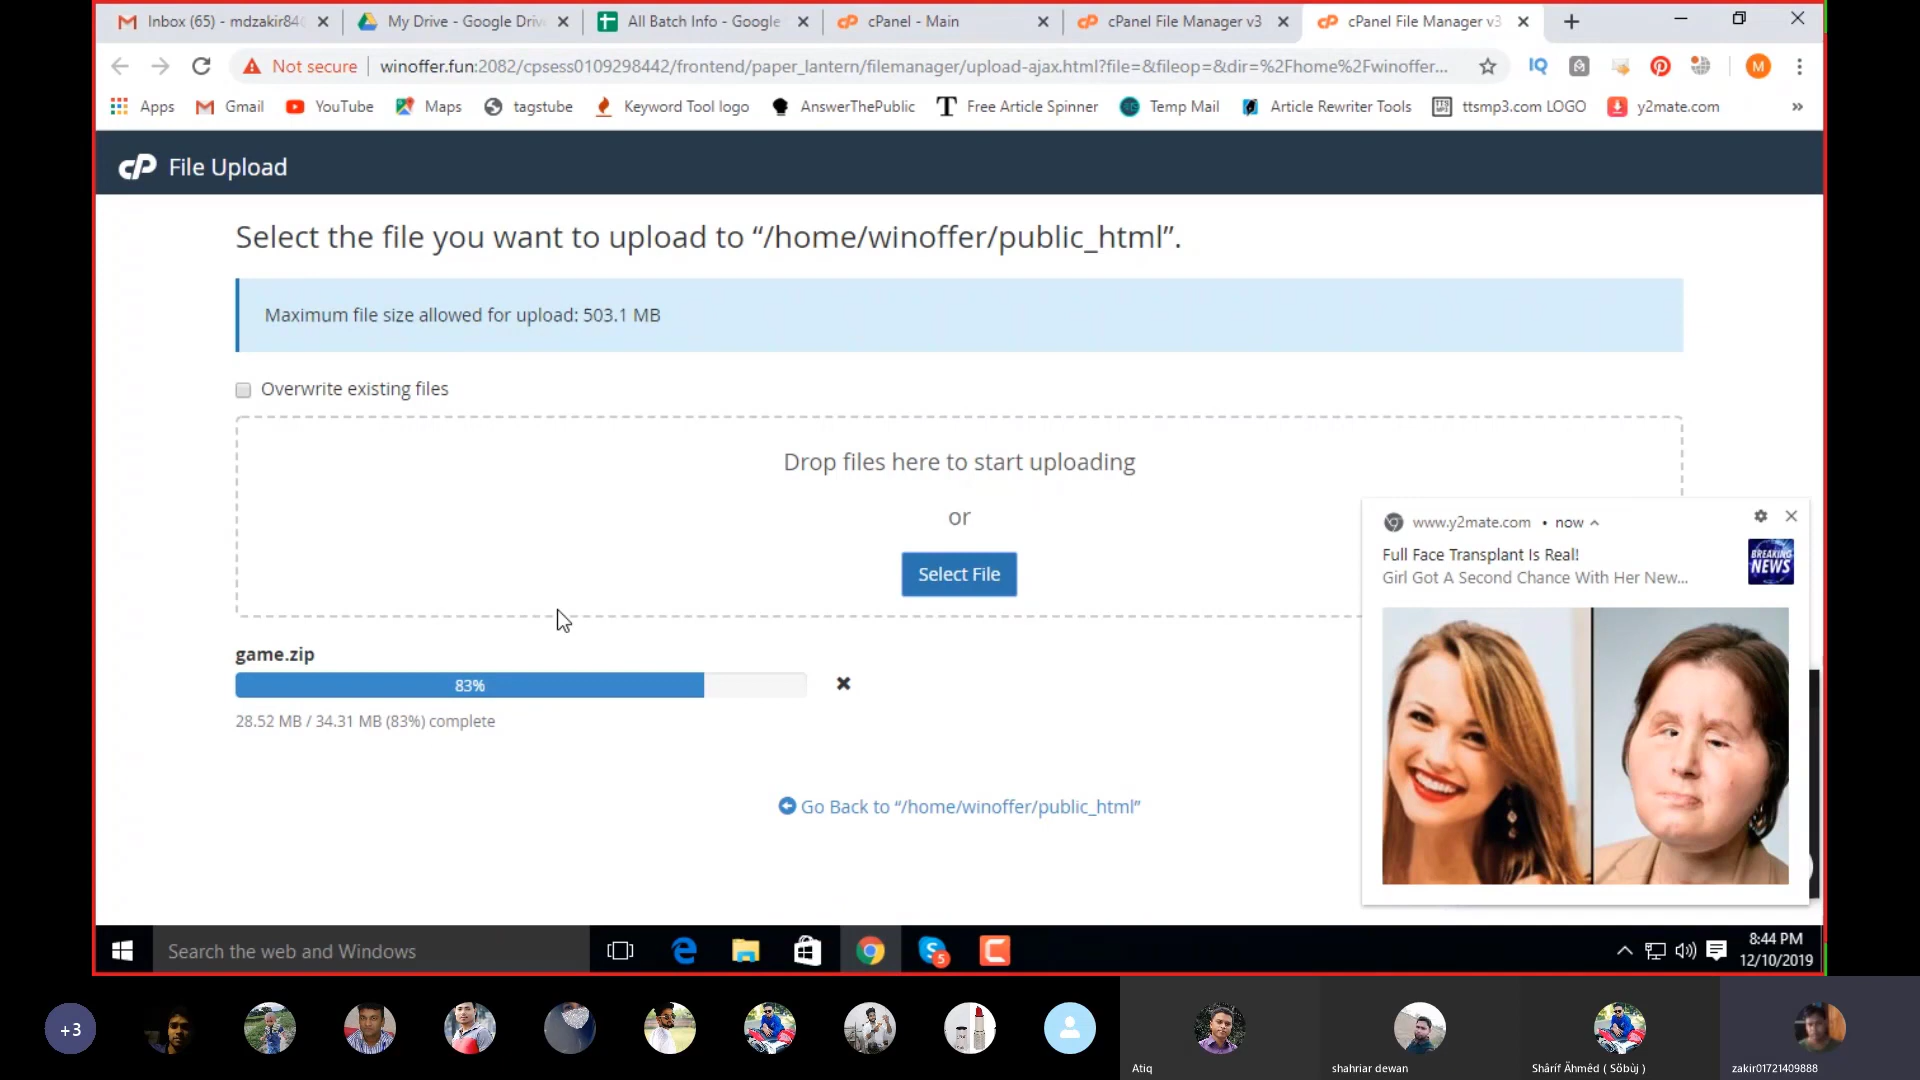 Inbox (65) - mdzakir84
My Drive - Google Driv
All Batch Info - Google
cPanel - Main
cPanel File Manager v3
cPanel File Manager v3
Not secure
winoffer.fun:2082/cpsess0109298442/frontend/paper_lantern/filemanager/upload-ajax.html?file=&fileop=&dir=%2Fhome%2Fwinoffer...
IQ
M
Apps
Gmail
YouTube
Maps
tagstube
Keyword Tool logo
AnswerThePublic
T Free Article Spinner
Temp Mail
Article Rewriter Tools
ttsmp3.com LOGO
y2mate.com
»
cP File Upload
Select the file you want to upload to “/home/winoffer/public_html”.
Maximum file size allowed for upload: 503.1 MB
Overwrite existing files
Drop files here to start uploading
or
Select File
www.y2mate.com • now
Full Face Transplant Is Real!
Girl Got A Second Chance With Her New...
BREAKING
NEWS
game.zip
83%
28.52 MB / 34.31 MB (83%) complete
Go Back to “/home/winoffer/public_html”
Search the web and Windows
5
8:44 PM
12/10/2019
+3
Atiq
shahriar dewan
Shâríf Ãhmêd ( Söbùj )
zakir01721409888